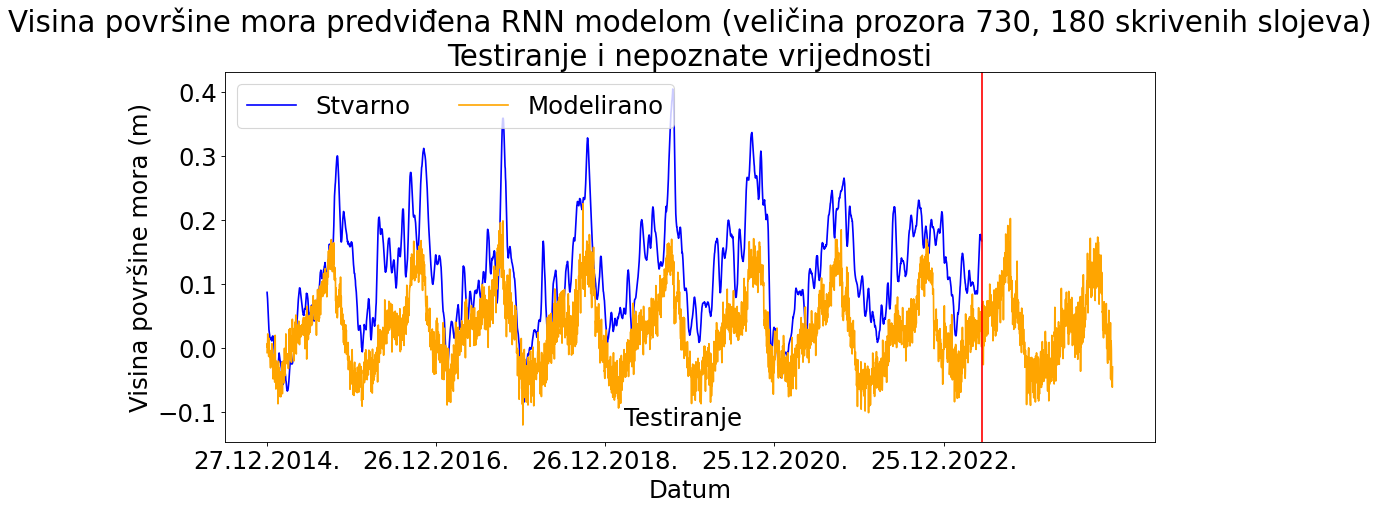 Visina površine mora predviđena RNN modelom (veličina prozora 730, 180 skrivenih slojeva)
Testiranje i nepoznate vrijednosti
Stvarno Modelirano
Visina površine mora (m)
0.4
0.3
0.2
0.1
0.0
−0.1
Testiranje
27.12.2014. 26.12.2016. 26.12.2018. 25.12.2020. 25.12.2022.
Datum